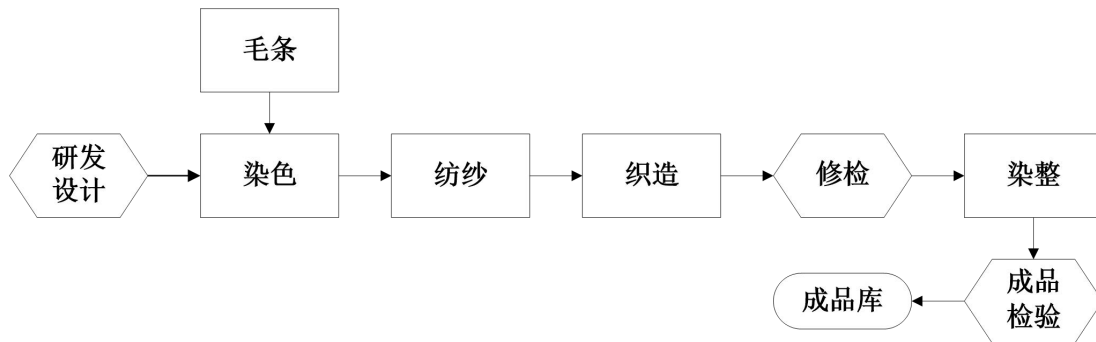 毛条
研发
设计
染色
纺纱
织造
修检
染整
成品库
成品
检验